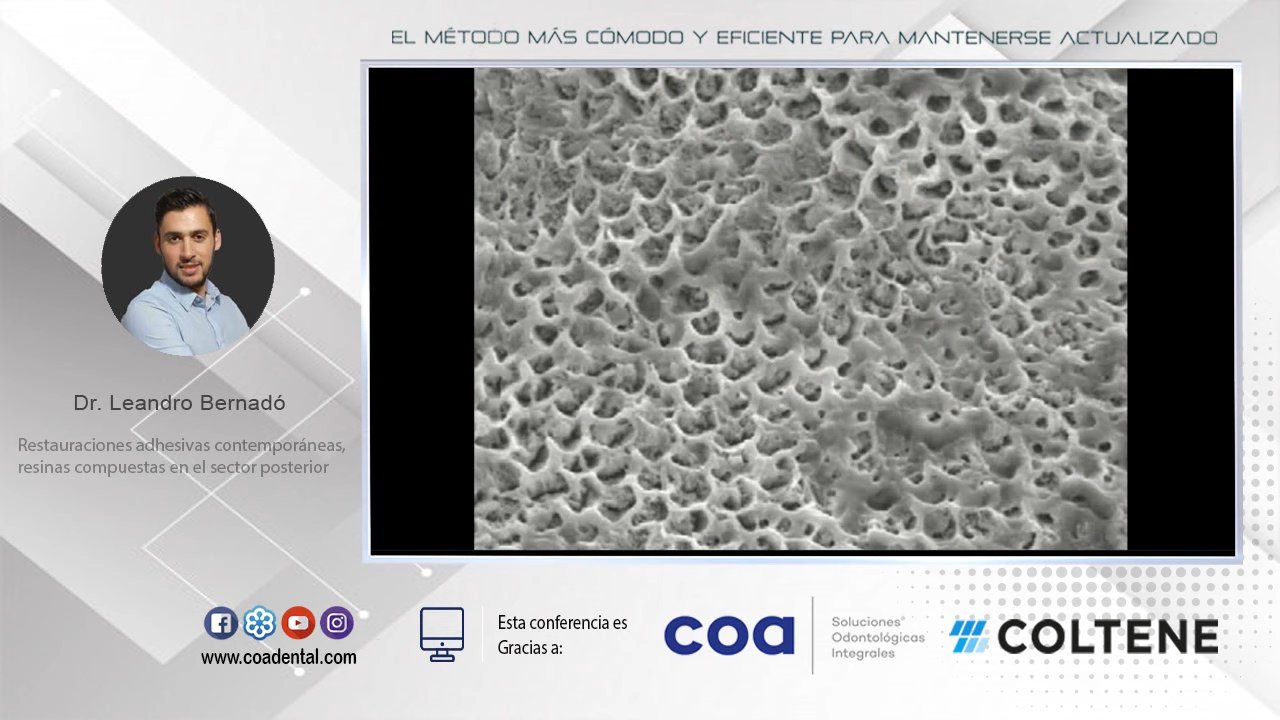 EL MÉTODO MÁS CÓMODO Y EFICIENTE PARA MANTENERSE ACTUALIZADO
Dr. Leandro Bernadó
Restauraciones adhesivas contemporáneas,
resinas compuestas en el sector posterior
www.coadental.com
Esta conferencia es
Gracias a:
coa
Soluciones®
Odontológicas
Integrales
COLTENE